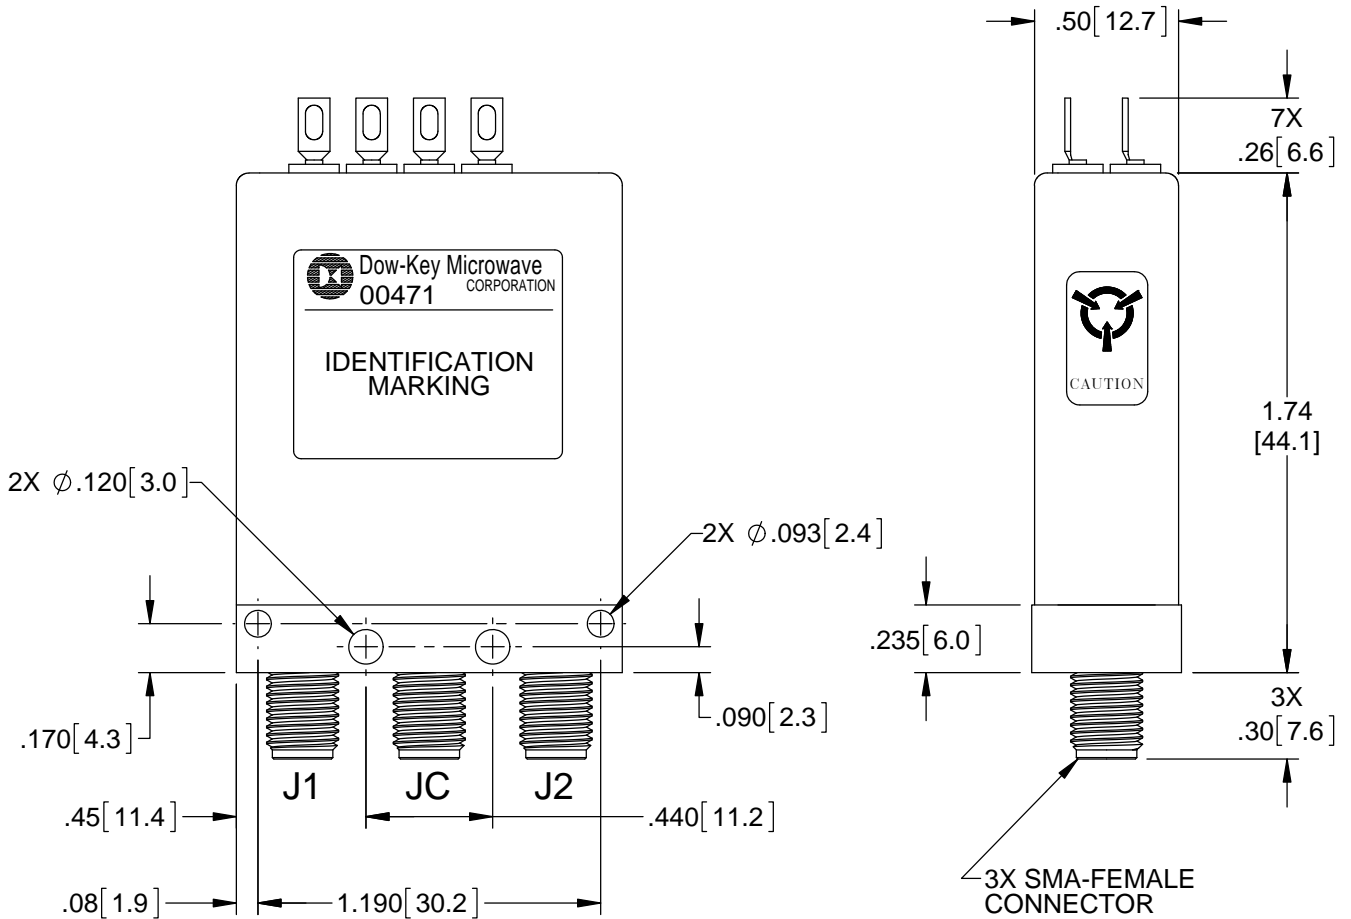 .50[12.7]
7X
.26[6.6]
Dow-Key Microwave
00471 CORPORATION
IDENTIFICATION
MARKING
CAUTION
1.74
[44.1]
2X ⌀.120[3.0]
2X ⌀.093[2.4]
.235[6.0]
.170[4.3]
.090[2.3]
3X
.30[7.6]
J1 JC J2
.45[11.4]
.440[11.2]
.08[1.9]
1.190[30.2]
3X SMA-FEMALE
CONNECTOR